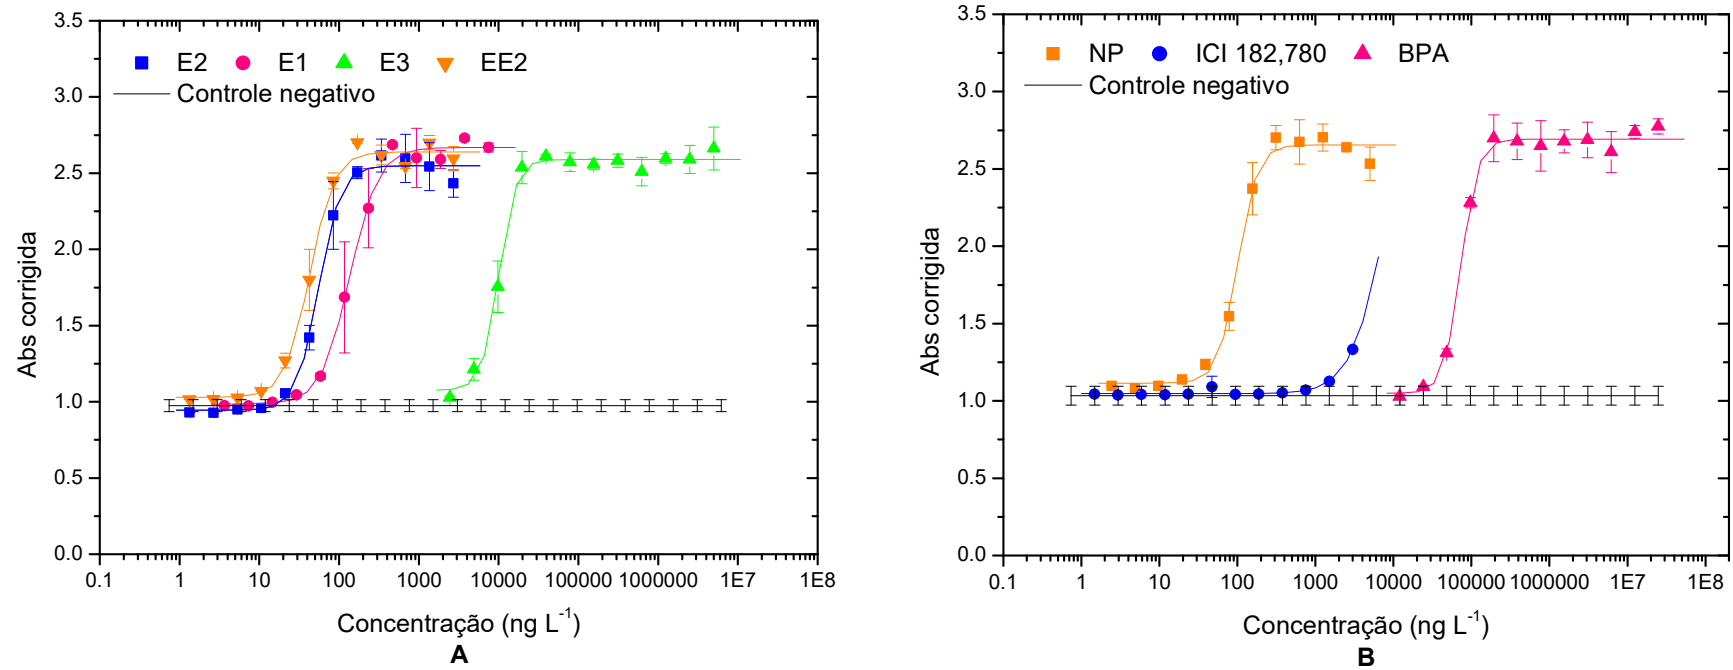 3.5
3.0
2.5
2.0
1.5
1.0
0.5
0.0
Abs corrigida
E2 E1 E3 EE2
Controle negativo
0.1 1 10 100 1000 10000 100000 1000000 1E7 1E8
Concentração (ng L-1)
A
3.5
3.0
2.5
2.0
1.5
1.0
0.5
0.0
Abs corrigida
NP ICI 182,780 BPA
Controle negativo
0.1 1 10 100 1000 10000 100000 1000000 1E7 1E8
Concentração (ng L-1)
B